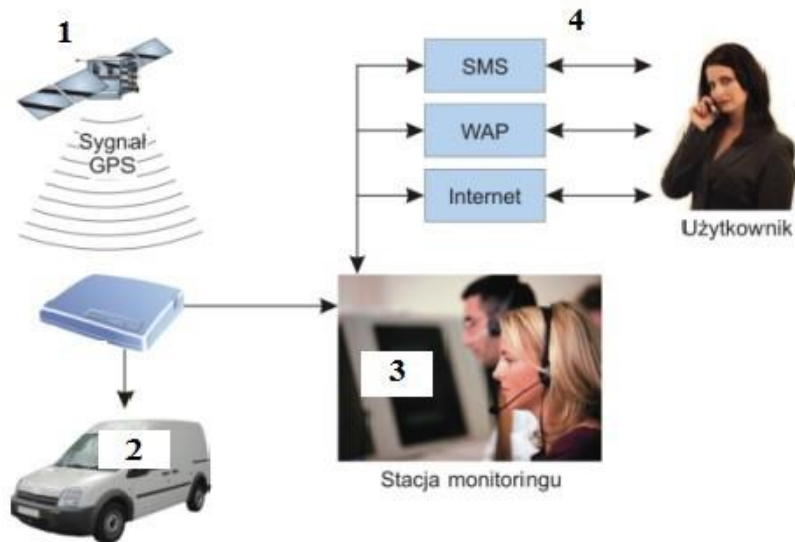 1
4
SMS
Sygnał
GPS
WAP
Internet
Użytkownik
3
2
Stacja monitoringu